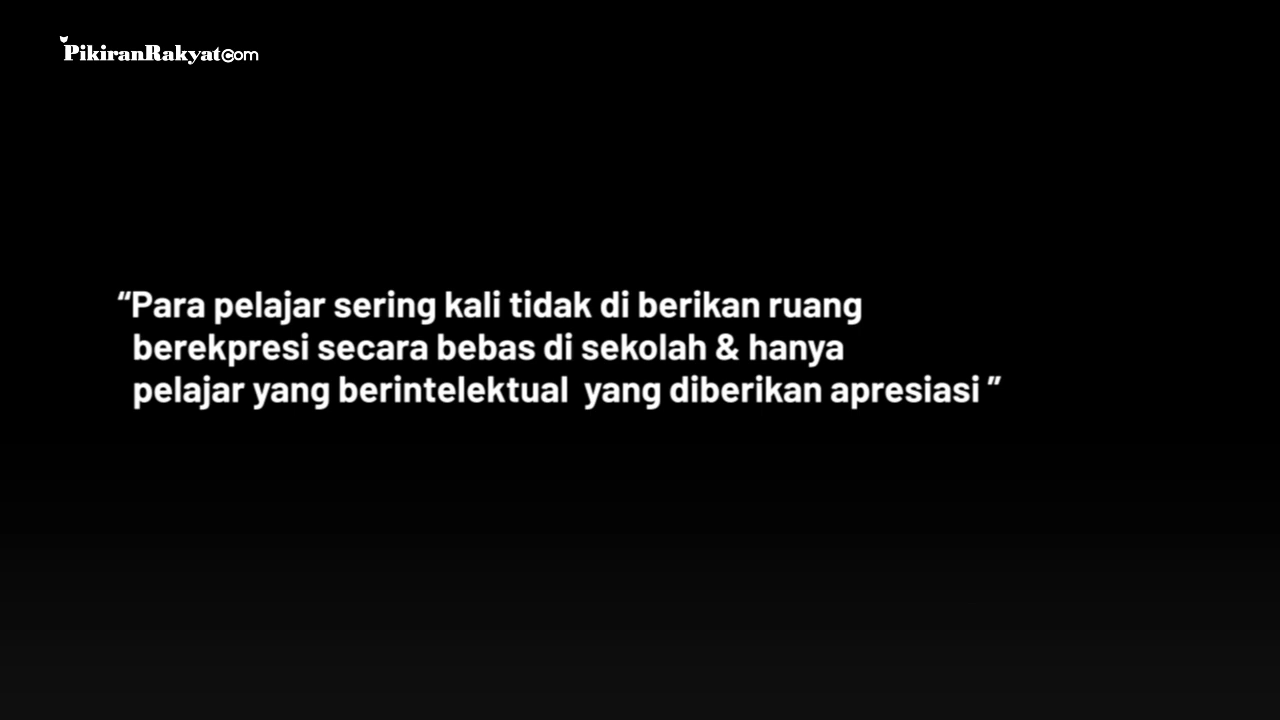 PikiranRakyat.com
“Para pelajar sering kali tidak di berikan ruang
berekpresi secara bebas di sekolah & hanya
pelajar yang berintelektual yang diberikan apresiasi ”